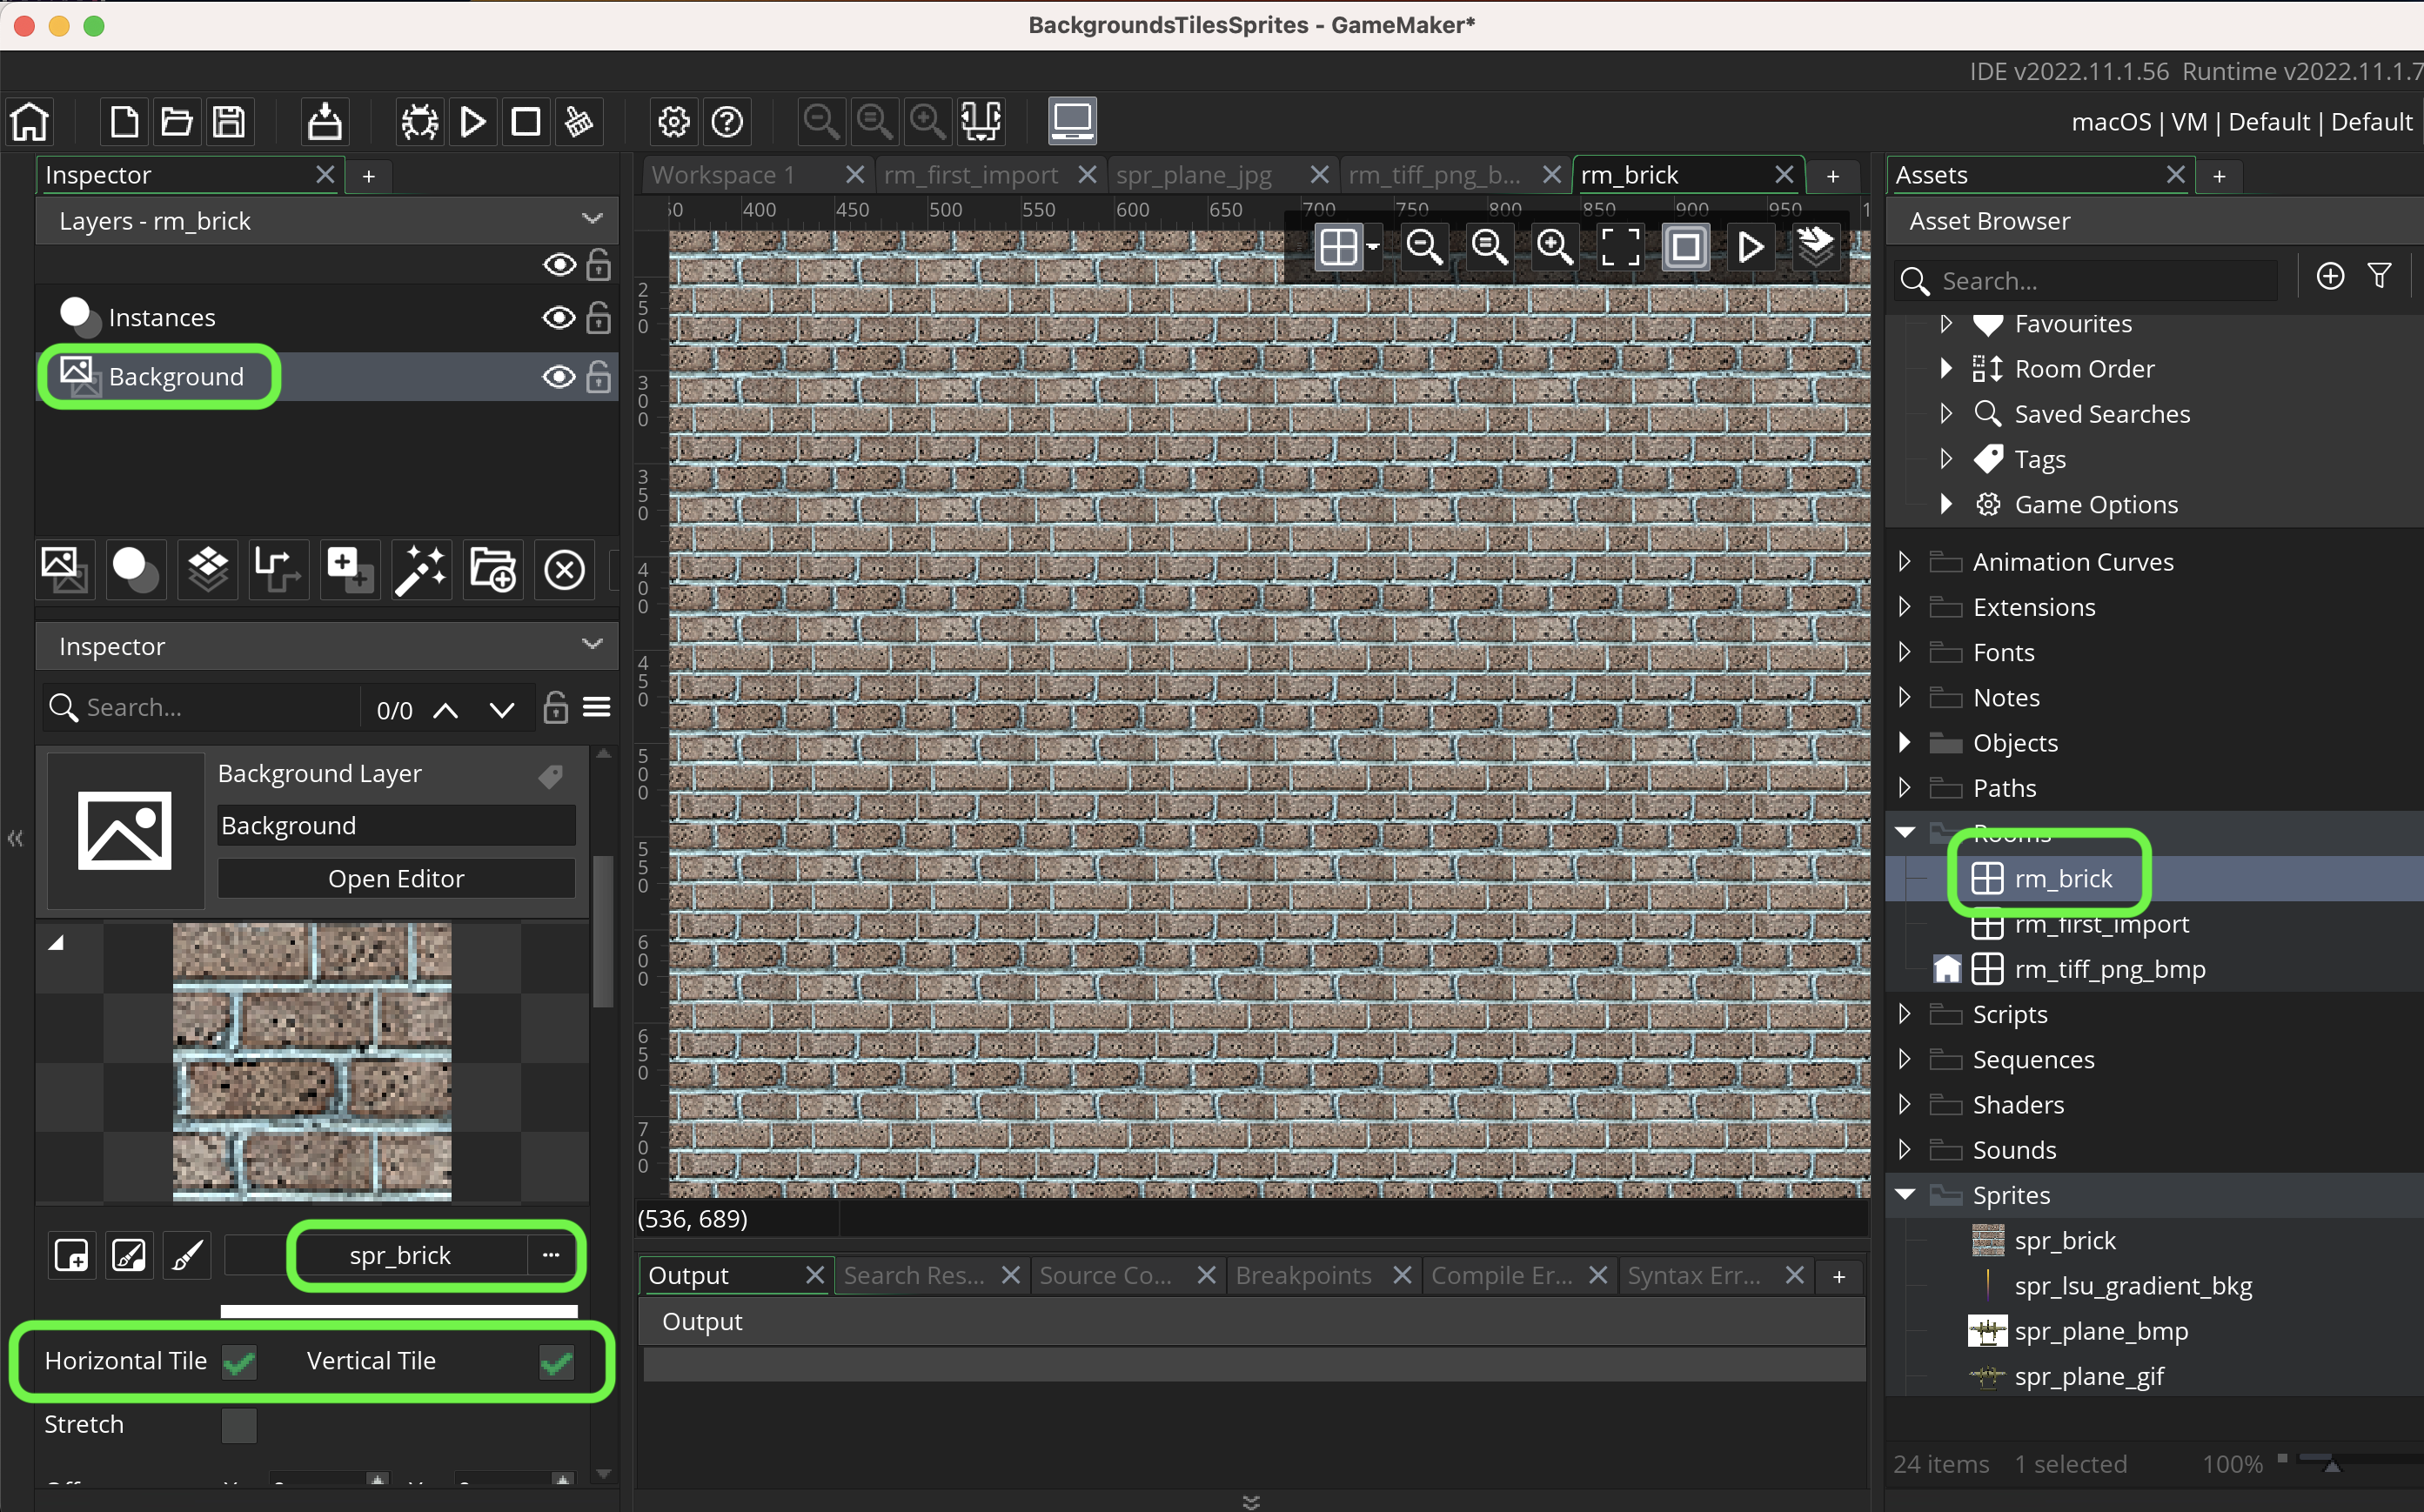 BackgroundsTilesSprites - GameMaker*
IDE v2022.11.1.56 Runtime v2022.11.1.7
macOS | VM | Default | Default
Inspector
Workspace 1 rm_first_import spr_plane_jpg rm_tiff_png_b... rm_brick
Assets
Layers - rm_brick
400 450 500 550 600 650 700 750 800 850 900 950
Asset Browser
Search...
Instances
Background
Favourites
Room Order
Saved Searches
Tags
Game Options
250
300
350
400
450
500
550
600
650
700
Animation Curves
Extensions
Fonts
Notes
Objects
Paths
Rooms
rm_brick
rm_first_import
rm_tiff_png_bmp
Scripts
Sequences
Shaders
Sounds
Sprites
spr_brick
spr_lsu_gradient_bkg
spr_plane_bmp
spr_plane_gif
24 items 1 selected 100%
Inspector
Search... 0/0
Background Layer
Background
Open Editor
spr_brick ...
Horizontal Tile Vertical Tile
Stretch
(536, 689)
Output Search Res... Source Co... Breakpoints Compile Er... Syntax Err...
Output